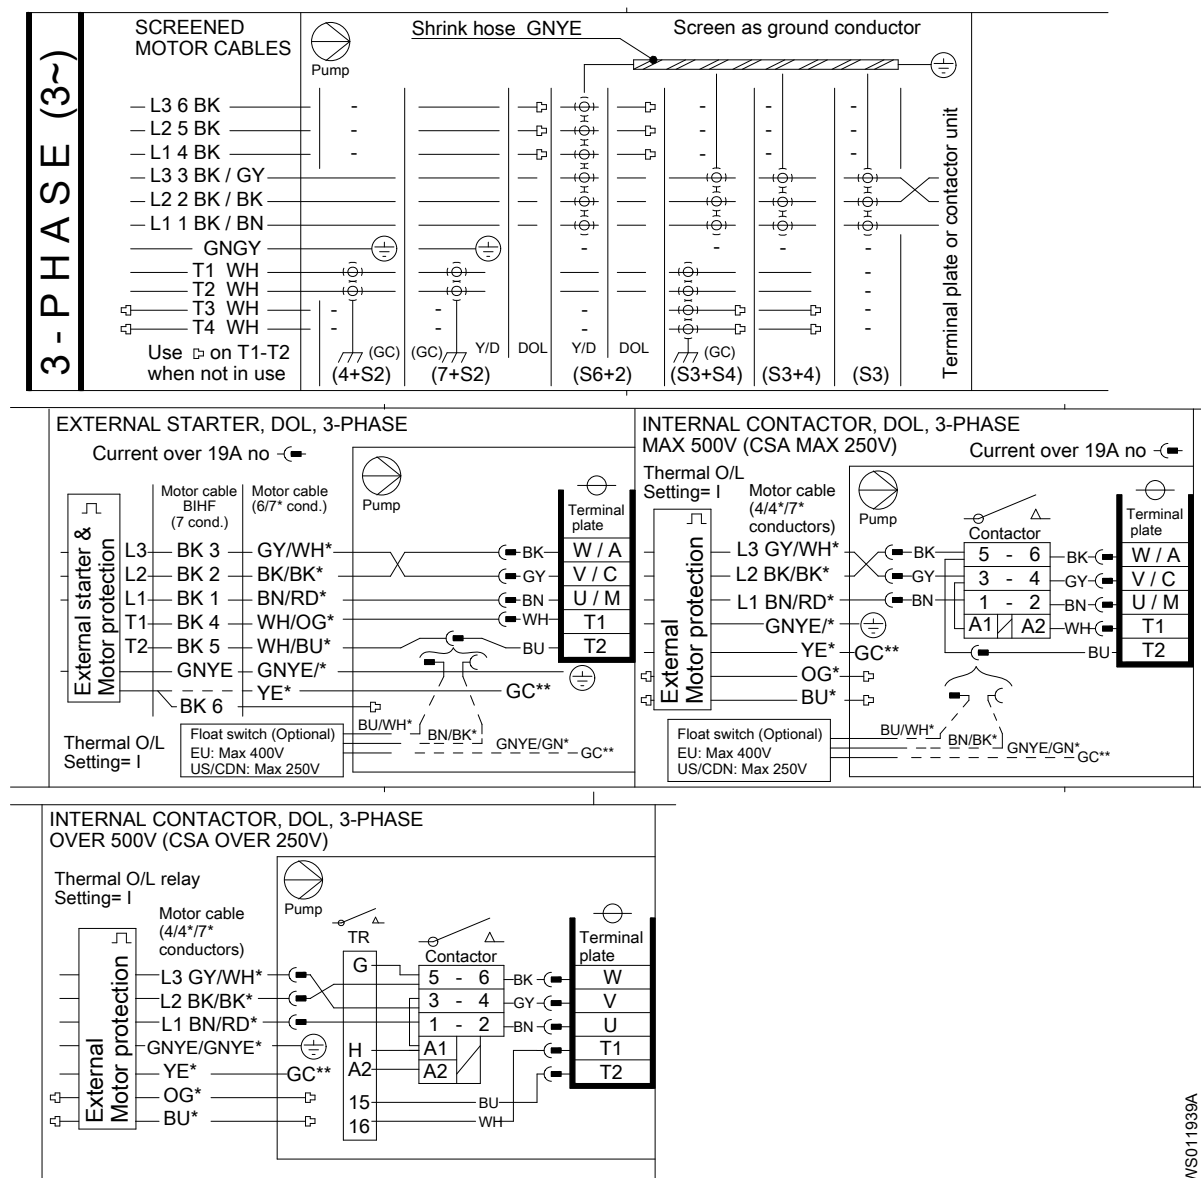 3 - PHASE (3~)
SCREENED
MOTOR CABLES
Pump
Shrink hose GNYE
Screen as ground conductor
L3 6 BK - -
L2 5 BK - -
L1 4 BK - -
L3 3 BK / GY
L2 2 BK / BK
L1 1 BK / BN
GNGY - - - -
T1 WH -
T2 WH -
T3 WH - - - -
T4 WH - - - -
Use on T1-T2
when not in use
(GC) (GC) Y/D DOL Y/D DOL (GC)
(4+S2) (7+S2) (S6+2) (S3+S4) (S3+4) (S3)
Terminal plate or contactor unit
EXTERNAL STARTER, DOL, 3-PHASE
Current over 19A no
External starter &
Motor protection
Motor cable
BIHF
(7 cond.)
Motor cable
(6/7* cond.)
Pump
Terminal
plate
L3 BK 3 GY/WH* BK W / A
L2 BK 2 BK/BK* GY V / C
L1 BK 1 BN/RD* BN U / M
T1 BK 4 WH/OG* WH T1
T2 BK 5 WH/BU* BU T2
GNYE GNYE/*
YE* GC**
BK 6
BU/WH*
BN/BK*
GNYE/GN*
GC**
Thermal O/L
Setting= I
Float switch (Optional)
EU: Max 400V
US/CDN: Max 250V
INTERNAL CONTACTOR, DOL, 3-PHASE
MAX 500V (CSA MAX 250V)
Current over 19A no
Thermal O/L
Setting= I
External
Motor protection
Motor cable
(4/4*/7*
conductors)
Pump
Contactor
Terminal
plate
L3 GY/WH* BK 5 - 6 BK W / A
L2 BK/BK* GY 3 - 4 GY V / C
L1 BN/RD* BN 1 - 2 BN U / M
GNYE/* A1 A2 WH T1
YE* GC** BU T2
OG*
BU*
BU/WH*
BN/BK*
GNYE/GN*
GC**
Float switch (Optional)
EU: Max 400V
US/CDN: Max 250V
INTERNAL CONTACTOR, DOL, 3-PHASE
OVER 500V (CSA OVER 250V)
Thermal O/L relay
Setting= I
External
Motor protection
Motor cable
(4/4*/7*
conductors)
Pump
TR
Contactor
Terminal
plate
L3 GY/WH* G 5 - 6 BK W
L2 BK/BK* 3 - 4 GY V
L1 BN/RD* 1 - 2 BN U
GNYE/GNYE* H A1 T1
YE* GC** A2 A2 T2
OG* 15 BU
BU* 16 WH
WS011939A